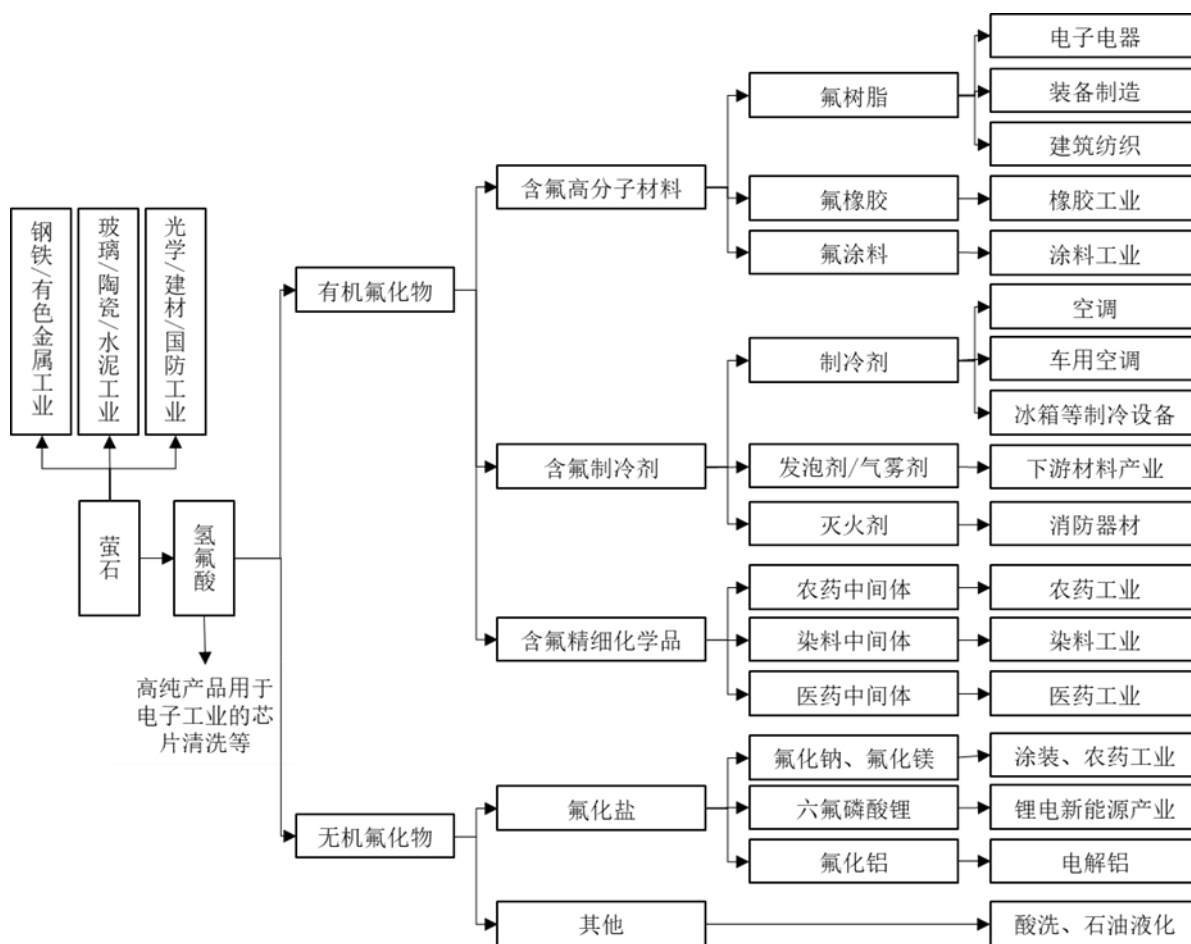 钢铁/有色金属工业
玻璃/陶瓷/水泥工业
光学/建材/国防工业
萤石
氢氟酸
高纯产品用于
电子工业的芯
片清洗等
有机氟化物
无机氟化物
含氟高分子材料
含氟制冷剂
含氟精细化学品
氟化盐
其他
氟树脂
氟橡胶
氟涂料
制冷剂
发泡剂/气雾剂
灭火剂
农药中间体
染料中间体
医药中间体
氟化钠、氟化镁
六氟磷酸锂
氟化铝
电子电器
装备制造
建筑纺织
橡胶工业
涂料工业
空调
车用空调
冰箱等制冷设备
下游材料产业
消防器材
农药工业
染料工业
医药工业
涂装、农药工业
锂电新能源产业
电解铝
酸洗、石油液化